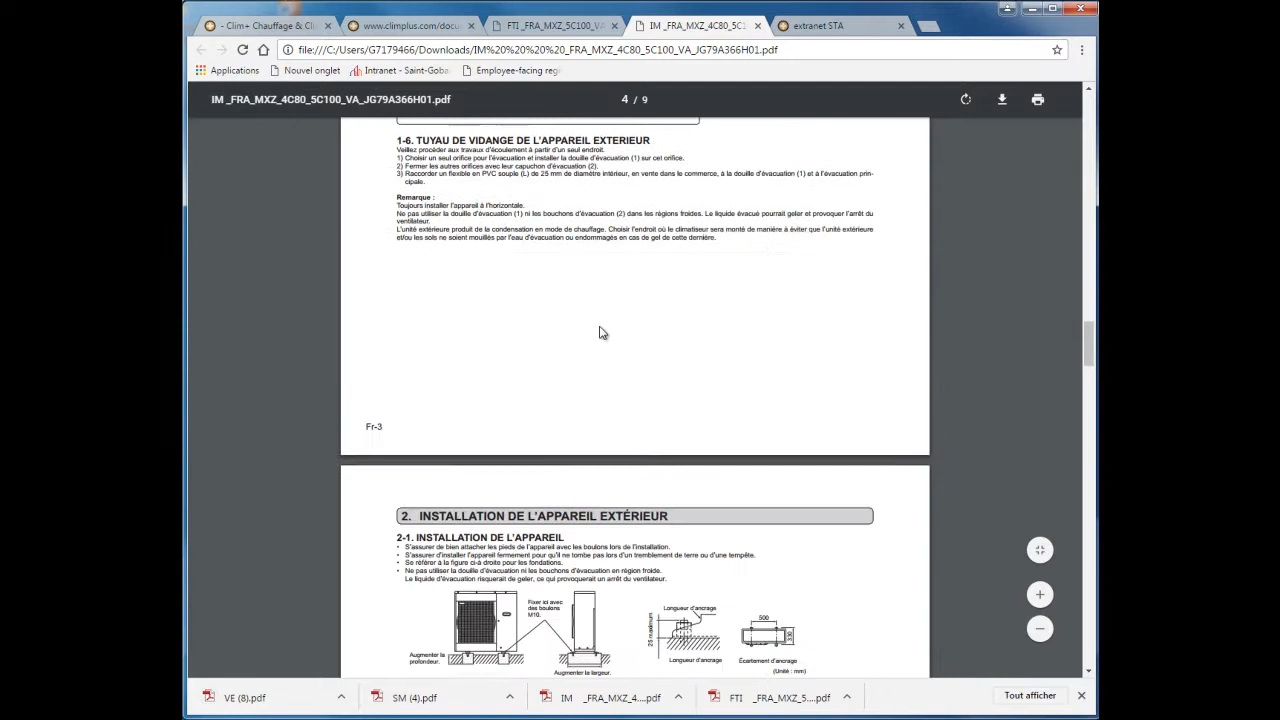 - Clim+ Chauffage & Cli
www.climplus.com/docu
FTI _FRA_MXZ_5C100_VA
IM _FRA_MXZ_4C80_5C1
extranet STA
file:///C:/Users/G7179466/Downloads/IM%20%20%20%20_FRA_MXZ_4C80_5C100_VA_JG79A366H01.pdf
Applications
Nouvel onglet
Intranet - Saint-Goba
Employee-facing regi
IM _FRA_MXZ_4C80_5C100_VA_JG79A366H01.pdf
4 / 9
1-6. TUYAU DE VIDANGE DE L'APPAREIL EXTERIEUR
Veillez procéder aux travaux d'écoulement à partir d'un seul endroit.
1) Choisir un seul orifice pour l'évacuation et installer la douille d'évacuation (1) sur cet orifice.
2) Fermer les autres orifices avec leur capuchon d'évacuation (2).
3) Raccorder un flexible en PVC souple (L) de 25 mm de diamètre intérieur, en vente dans le commerce, à la douille d'évacuation (1) et à l'évacuation prin-
cipale.
Remarque :
Toujours installer l'appareil à l'horizontale.
Ne pas utiliser la douille d'évacuation (1) ni les bouchons d'évacuation (2) dans les régions froides. Le liquide évacué pourrait geler et provoquer l'arrêt du
ventilateur.
L'unité extérieure produit de la condensation en mode de chauffage. Choisir l'endroit où le climatiseur sera monté de manière à éviter que l'unité extérieure
et/ou les sols ne soient mouillés par l'eau d'évacuation ou endommagés en cas de gel de cette dernière.
Fr-3
2. INSTALLATION DE L'APPAREIL EXTÉRIEUR
2-1. INSTALLATION DE L'APPAREIL
• S'assurer de bien attacher les pieds de l'appareil avec les boulons lors de l'installation.
• S'assurer d'installer l'appareil fermement pour qu'il ne tombe pas lors d'un tremblement de terre ou d'une tempête.
• Se référer à la figure ci-à droite pour les fondations.
• Ne pas utiliser la douille d'évacuation ni les bouchons d'évacuation en région froide.
Le liquide d'évacuation risquerait de geler, ce qui provoquerait un arrêt du ventilateur.
Fixer ici avec
des boulons
M10.
Augmenter la
profondeur.
Augmenter la largeur.
Longueur d'ancrage
25 maximum
Longueur d'ancrage
500
330
Écartement d'ancrage
(Unité : mm)
VE (8).pdf
SM (4).pdf
IM _FRA_MXZ_4....pdf
FTI _FRA_MXZ_5....pdf
Tout afficher